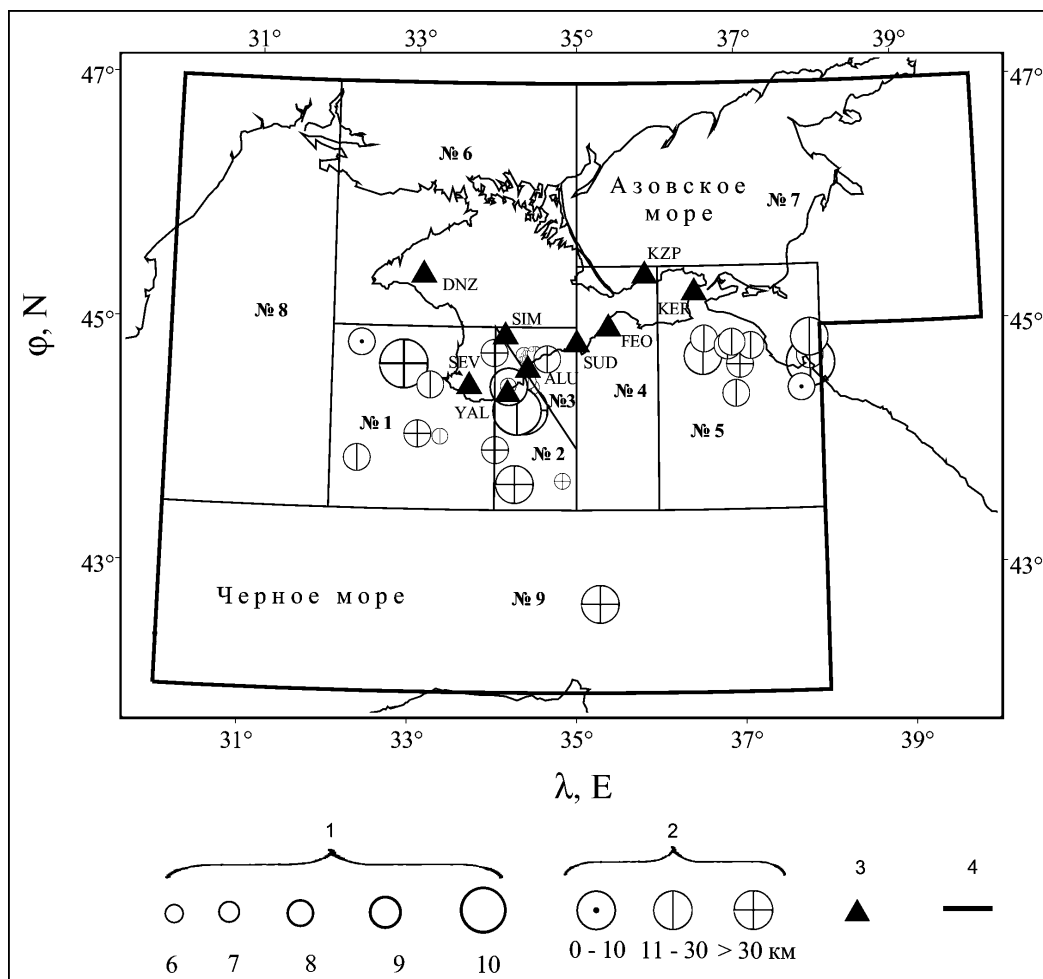 31° 33° 35° 37° 39°
47° 47°
№ 6
Азовское
море
№ 7
KZP
DNZ
KER
№ 8
45° 45°
φ, N
SIM
FEO
SEV
SUD
ALU
YAL
№ 3
№ 4
№ 1
№ 5
№ 2
43° 43°
Черное море
№ 9
31° 33° 35° 37° 39°
λ, E
1 2 3 4
0 - 10 11 - 30 > 30 км
6 7 8 9 10